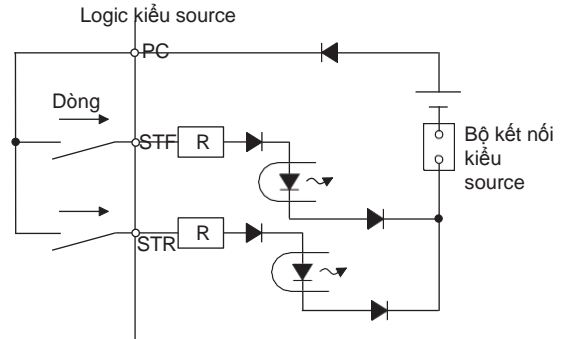 Logic kiểu source
PC
Dòng
STF
R
Bộ kết nối
kiểu
source
STR
R